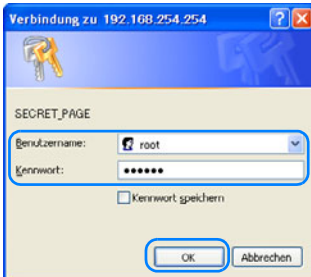 Verbindung zu 192.168.254.254
SECRET_PAGE
Benutzername: root
Kennwort: ••••••
Kennwort speichern
OK Abbrechen